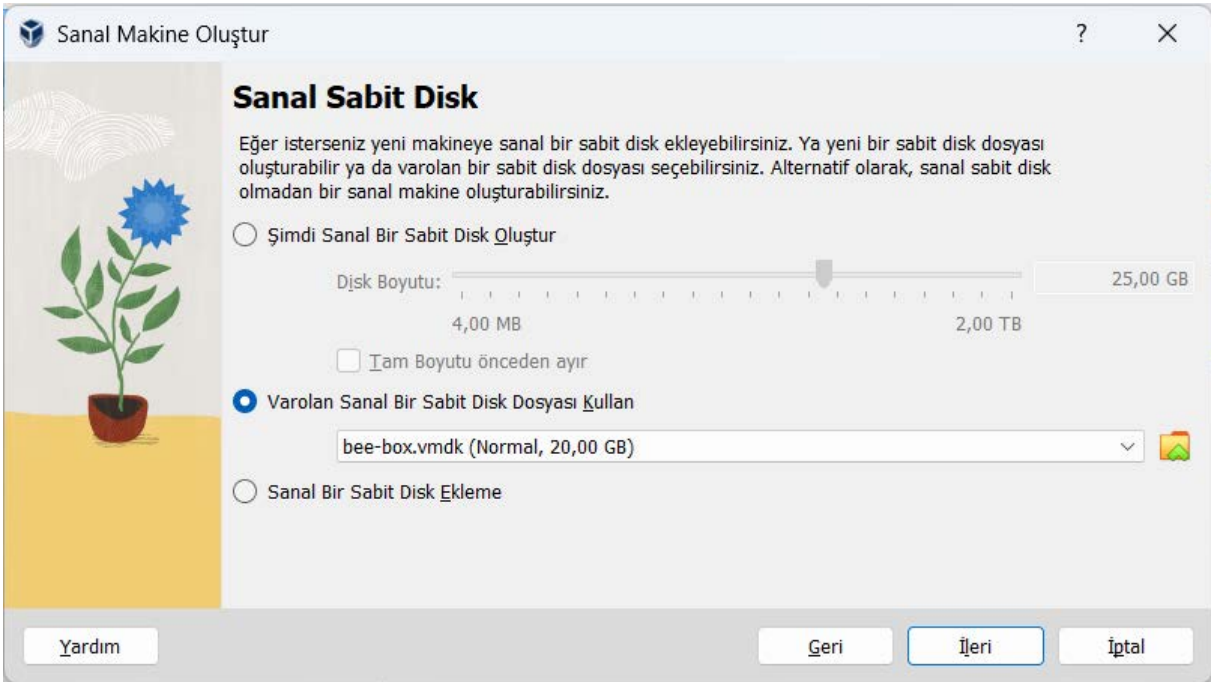 Sanal Makine Oluştur
?
Sanal Sabit Disk
Eğer isterseniz yeni makineye sanal bir sabit disk ekleyebilirsiniz. Ya yeni bir sabit disk dosyası
oluşturabilir ya da varolan bir sabit disk dosyası seçebilirsiniz. Alternatif olarak, sanal sabit disk
olmadan bir sanal makine oluşturabilirsiniz.
Şimdi Sanal Bir Sabit Disk Oluştur
Disk Boyutu:
25,00 GB
4,00 MB
2,00 TB
Tam Boyutu önceden ayır
Varolan Sanal Bir Sabit Disk Dosyası Kullan
bee-box.vmdk (Normal, 20,00 GB)
Sanal Bir Sabit Disk Ekleme
Yardım
Geri
İleri
İptal